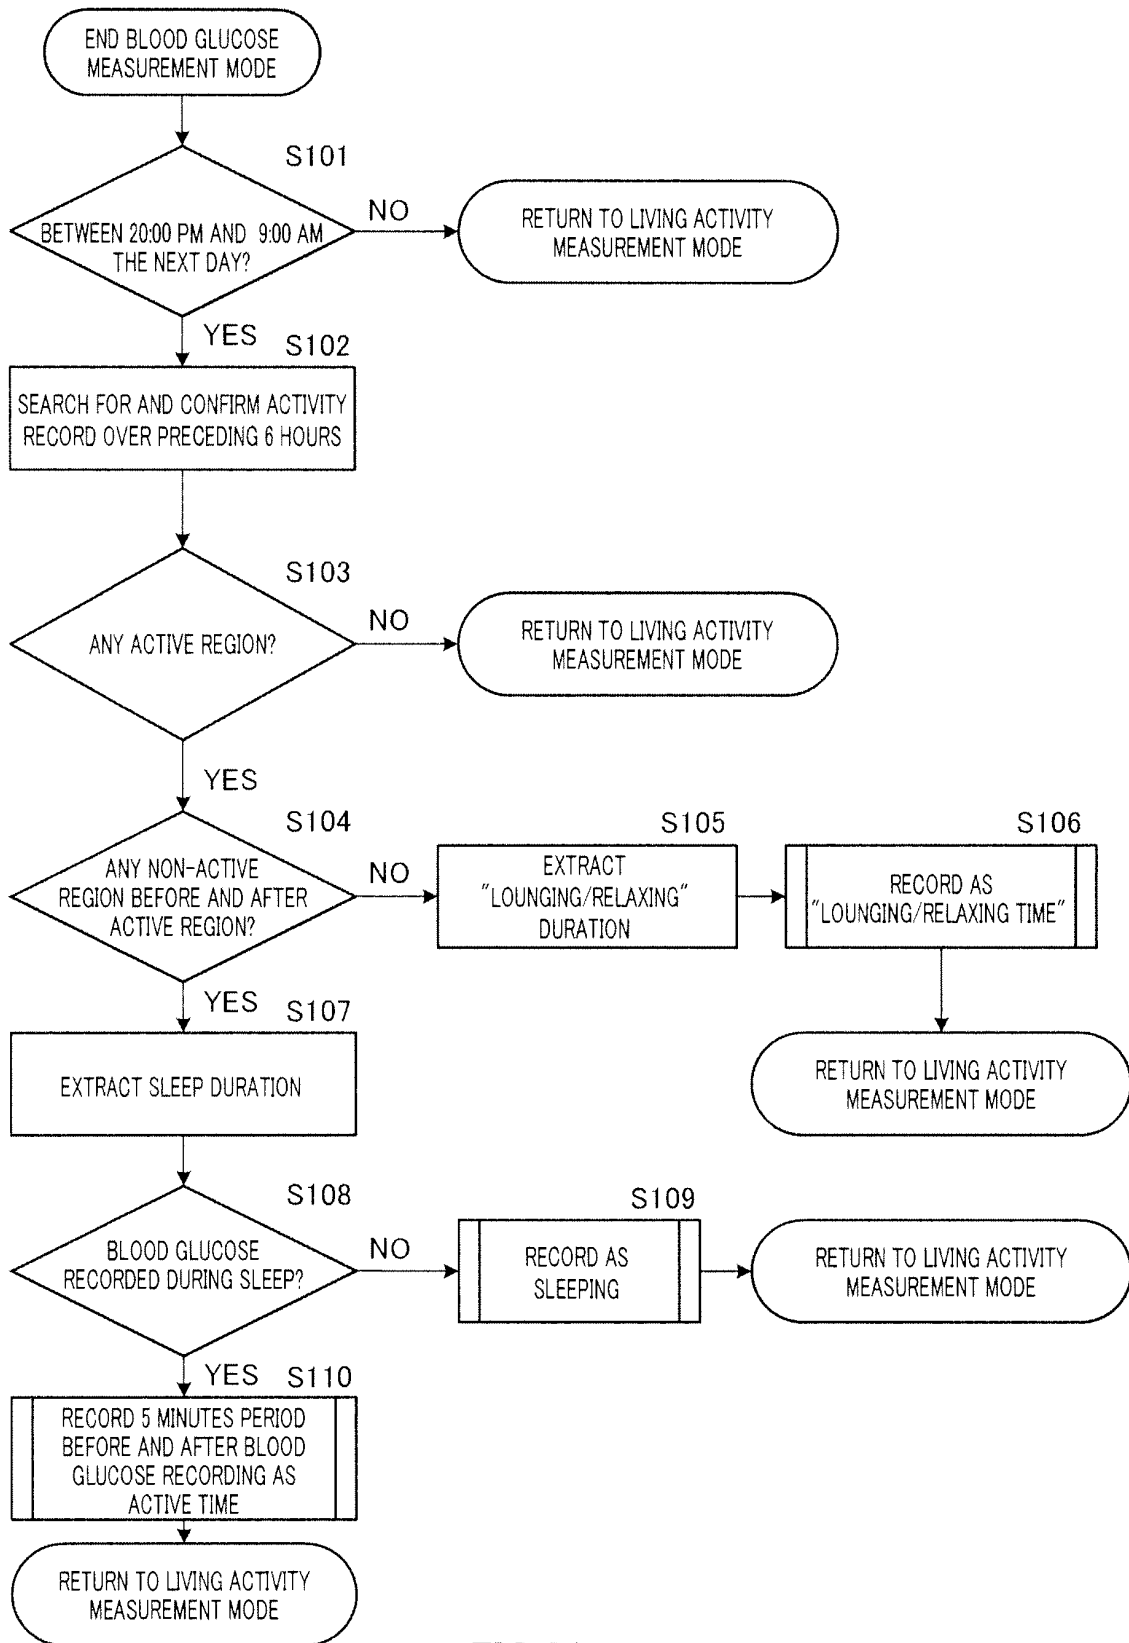 END BLOOD GLUCOSE
MEASUREMENT MODE
S101
BETWEEN 20:00 PM AND 9:00 AM
THE NEXT DAY?
NO
RETURN TO LIVING ACTIVITY
MEASUREMENT MODE
YES
S102
SEARCH FOR AND CONFIRM ACTIVITY
RECORD OVER PRECEDING 6 HOURS
S103
ANY ACTIVE REGION?
NO
RETURN TO LIVING ACTIVITY
MEASUREMENT MODE
YES
S104
ANY NON-ACTIVE
REGION BEFORE AND AFTER
ACTIVE REGION?
NO
S105
EXTRACT
"LOUNGING/RELAXING"
DURATION
S106
RECORD AS
"LOUNGING/RELAXING TIME"
RETURN TO LIVING ACTIVITY
MEASUREMENT MODE
YES
S107
EXTRACT SLEEP DURATION
S108
BLOOD GLUCOSE
RECORDED DURING SLEEP?
NO
S109
RECORD AS
SLEEPING
RETURN TO LIVING ACTIVITY
MEASUREMENT MODE
YES
S110
RECORD 5 MINUTES PERIOD
BEFORE AND AFTER BLOOD
GLUCOSE RECORDING AS
ACTIVE TIME
RETURN TO LIVING ACTIVITY
MEASUREMENT MODE